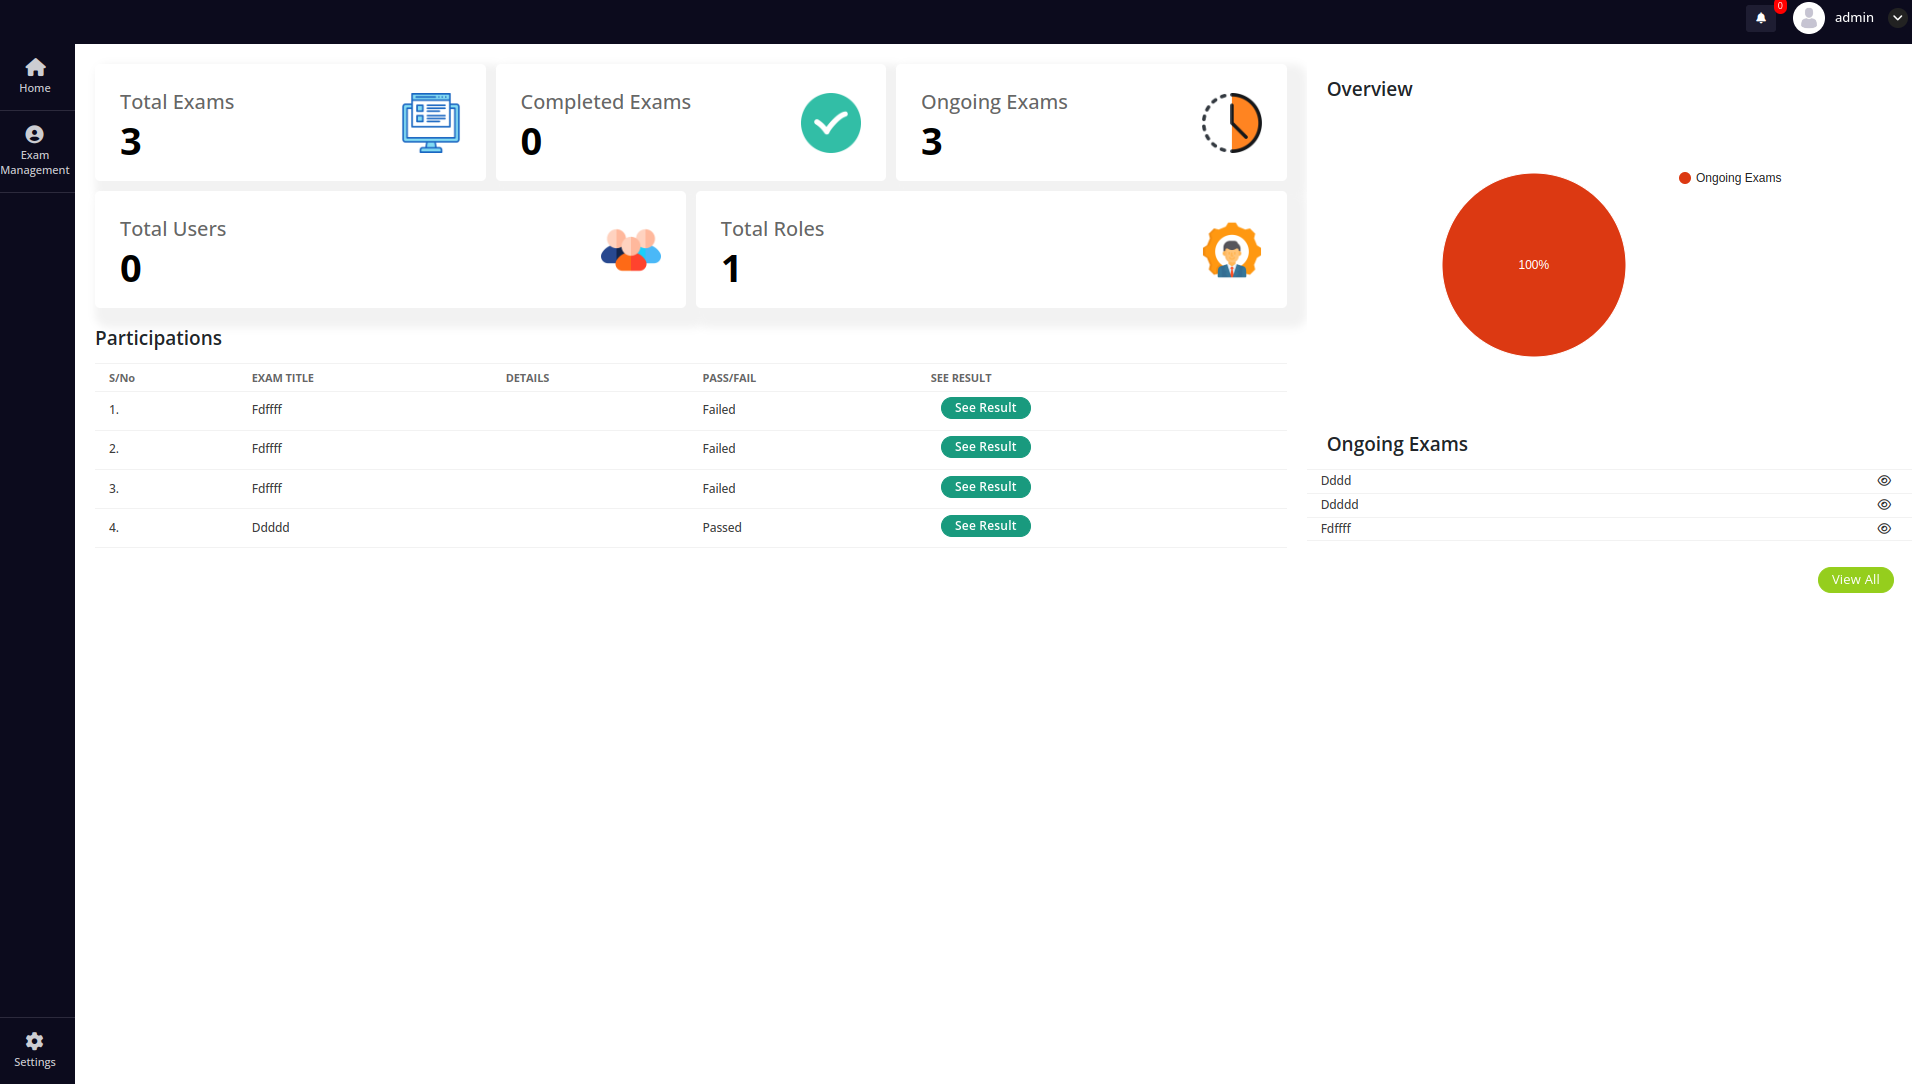 0
admin
Home
Exam
Management
Settings
Total Exams
3
Completed Exams
0
Ongoing Exams
3
Total Users
0
Total Roles
1
Participations
S/No EXAM TITLE DETAILS PASS/FAIL SEE RESULT
1. Fdffff Failed See Result
2. Fdffff Failed See Result
3. Fdffff Failed See Result
4. Ddddd Passed See Result
Overview
Ongoing Exams
100%
Ongoing Exams
Dddd
Ddddd
Fdffff
View All